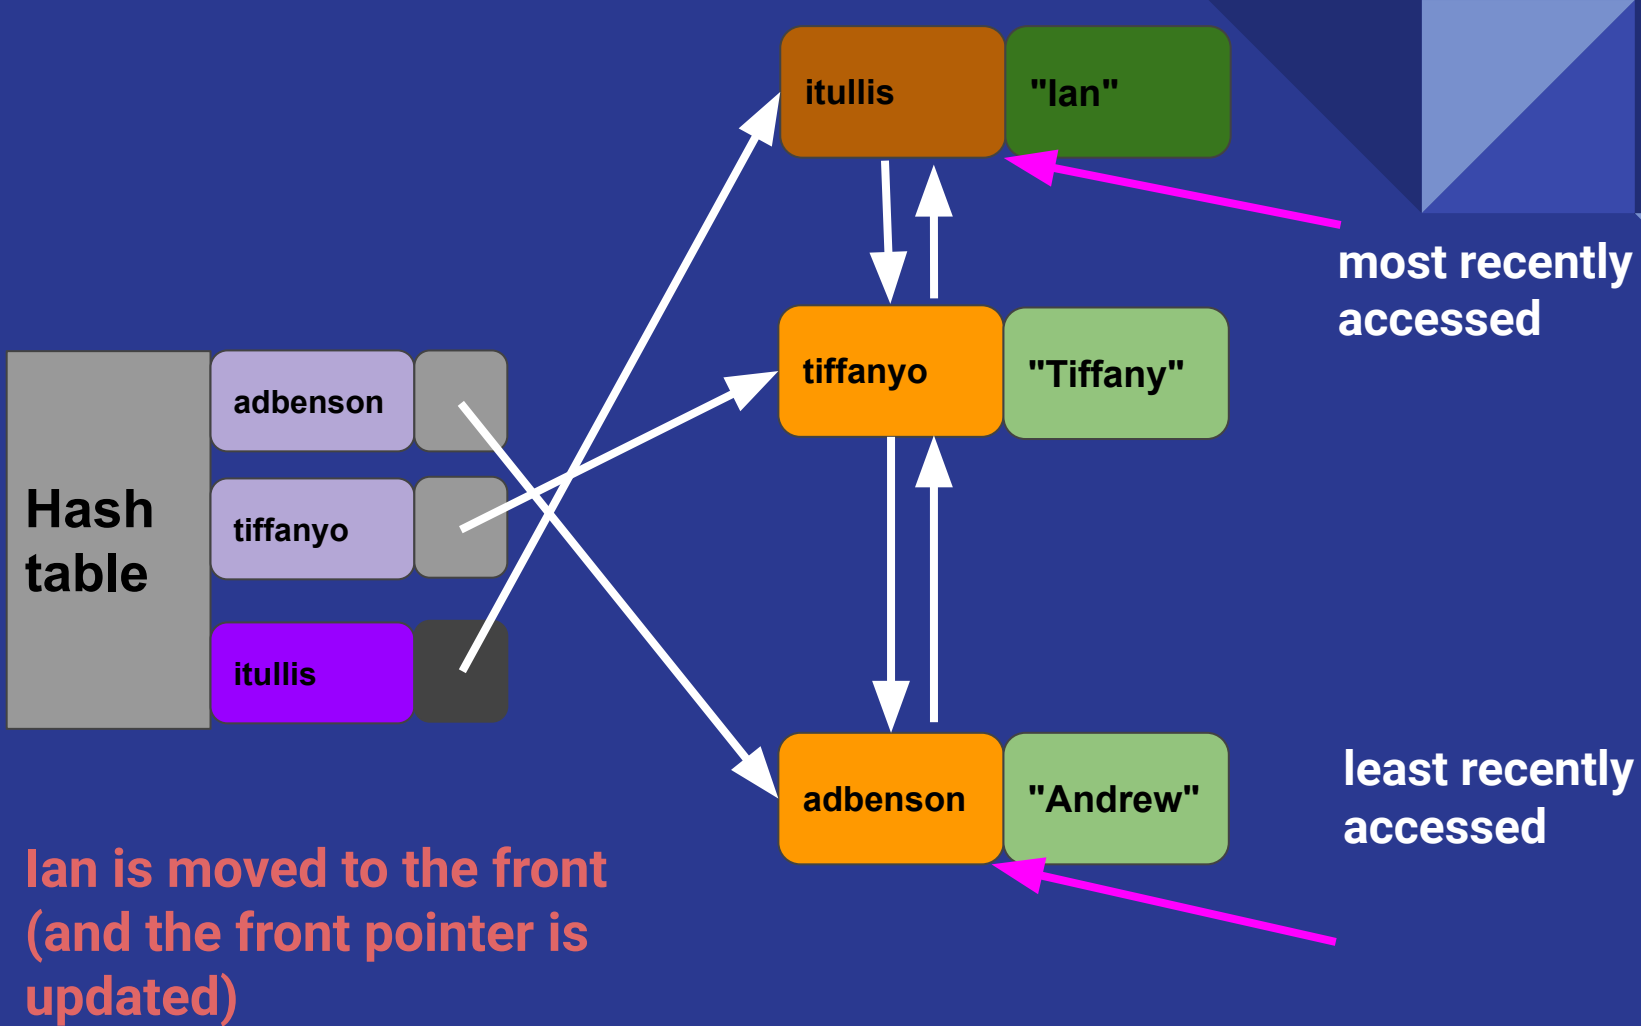 itullis
"Ian"
most recently
accessed
tiffanyo
"Tiffany"
Hash
table
adbenson
tiffanyo
itullis
adbenson
"Andrew"
least recently
accessed
Ian is moved to the front
(and the front pointer is
updated)